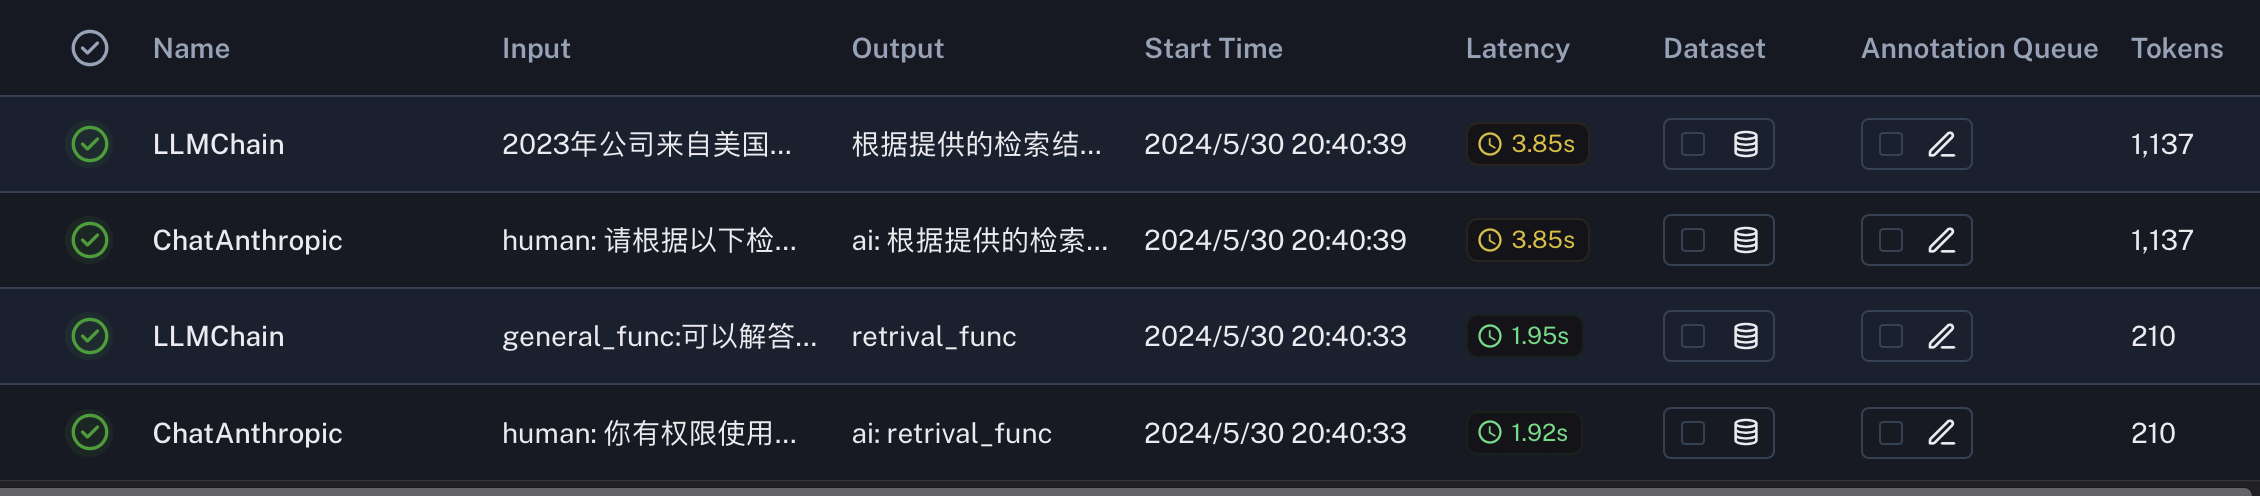 Name Input Output Start Time Latency Dataset Annotation Queue Tokens
LLMChain 2023年公司来自美国... 根据提供的检索结... 2024/5/30 20:40:39 3.85s 1,137
ChatAnthropic human: 请根据以下检... ai: 根据提供的检索... 2024/5/30 20:40:39 3.85s 1,137
LLMChain general_func:可以解答... retrival_func 2024/5/30 20:40:33 1.95s 210
ChatAnthropic human: 你有权限使用... ai: retrival_func 2024/5/30 20:40:33 1.92s 210